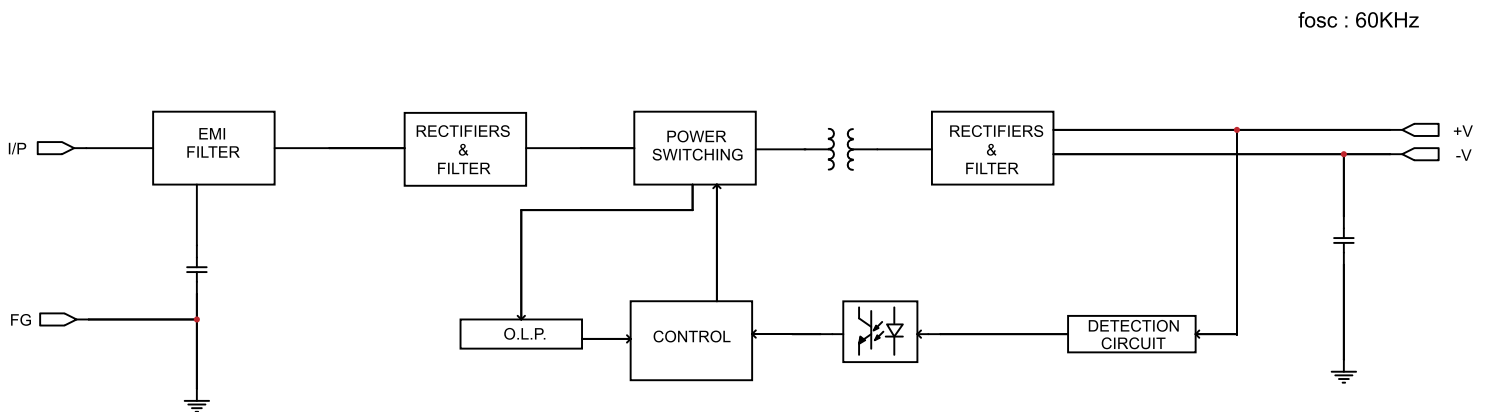 fosc : 60KHz
I/P
EMI
FILTER
RECTIFIERS
&
FILTER
POWER
SWITCHING
RECTIFIERS
&
FILTER
+V
-V
FG
O.L.P.
CONTROL
DETECTION
CIRCUIT